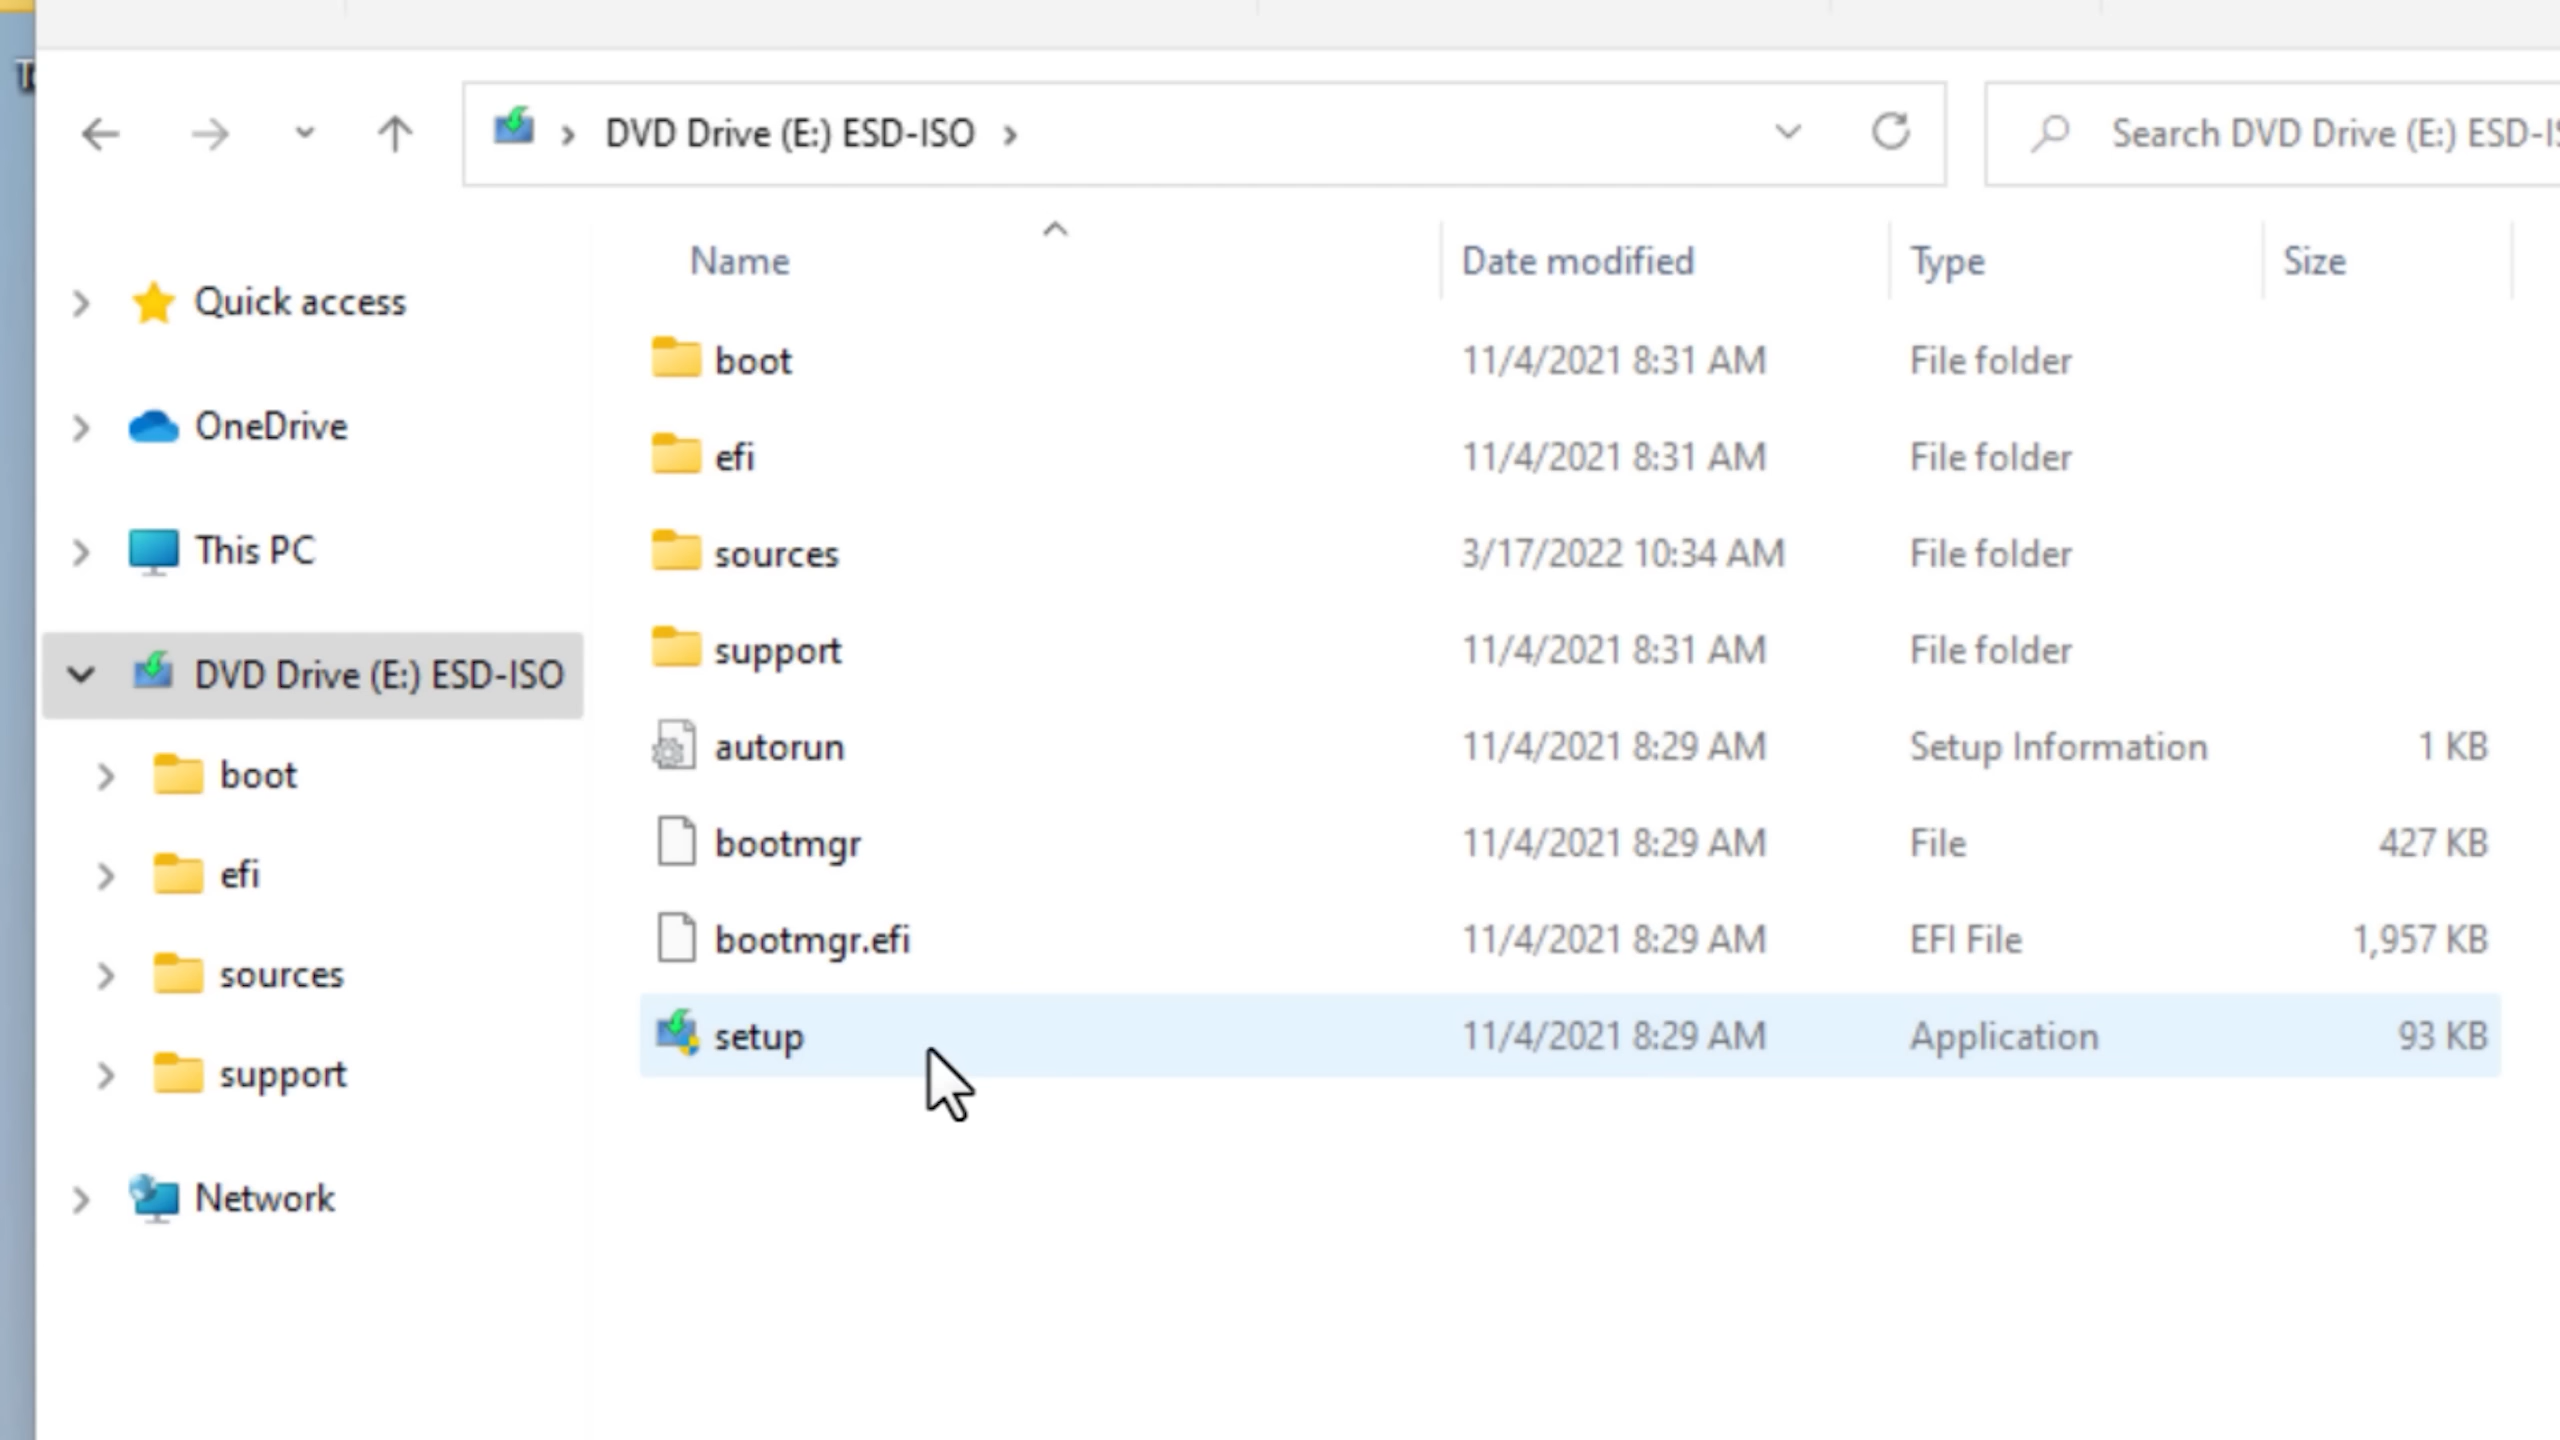 DVD Drive (E:) ESD-ISO
Search DVD Drive (E:) ESD-IS
Name Date modified Type Size
Quick access
OneDrive
This PC
DVD Drive (E:) ESD-ISO
boot
efi
sources
support
Network
boot 11/4/2021 8:31 AM File folder
efi 11/4/2021 8:31 AM File folder
sources 3/17/2022 10:34 AM File folder
support 11/4/2021 8:31 AM File folder
autorun 11/4/2021 8:29 AM Setup Information 1 KB
bootmgr 11/4/2021 8:29 AM File 427 KB
bootmgr.efi 11/4/2021 8:29 AM EFI File 1,957 KB
setup 11/4/2021 8:29 AM Application 93 KB